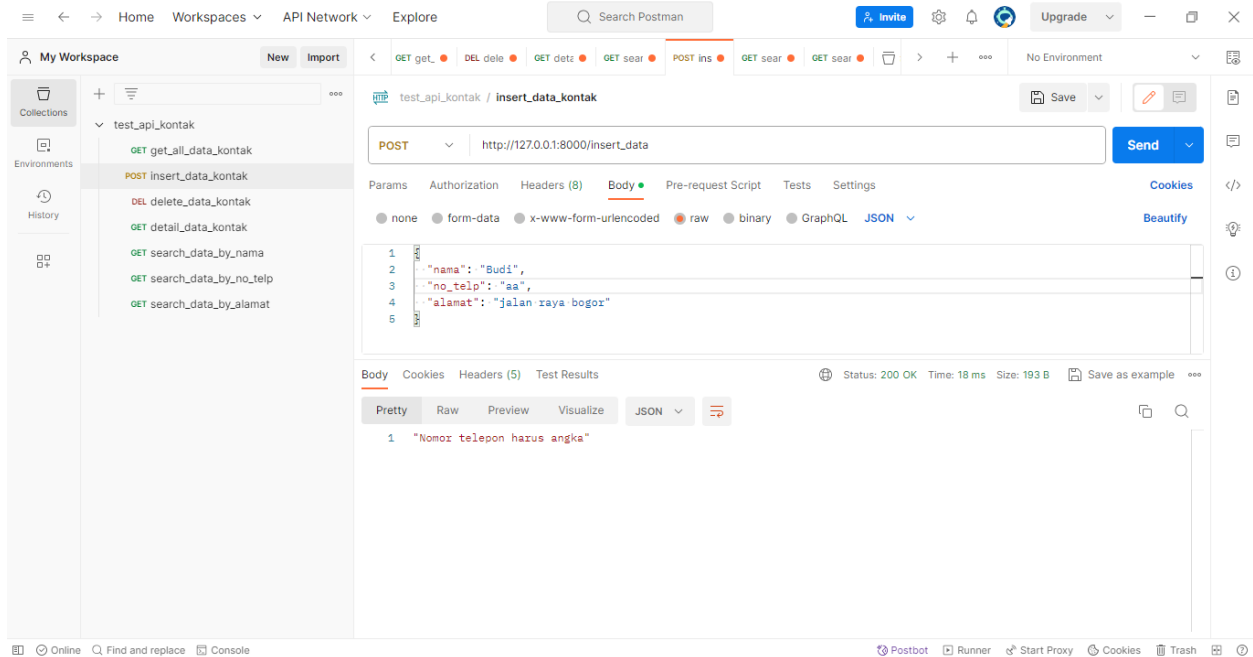 Home Workspaces API Network Explore Search Postman Invite Upgrade
My Workspace New Import GET get_ DEL dele GET deta GET sear POST ins GET sear GET sear No Environment
Collections
Environments
History
test_api_kontak
GET get_all_data_kontak
POST insert_data_kontak
DEL delete_data_kontak
GET detail_data_kontak
GET search_data_by_nama
GET search_data_by_no_telp
GET search_data_by_alamat
HTTP test_api_kontak / insert_data_kontak Save
POST http://127.0.0.1:8000/insert_data Send
Params Authorization Headers (8) Body Pre-request Script Tests Settings Cookies
none form-data x-www-form-urlencoded raw binary GraphQL JSON Beautify
1 {
2 "nama": "Budi",
3 "no_telp": "aa",
4 "alamat": "jalan raya bogor"
5 }
Body Cookies Headers (5) Test Results Status: 200 OK Time: 18 ms Size: 193 B Save as example
Pretty Raw Preview Visualize JSON
1 "Nomor telepon harus angka"
Online Find and replace Console Postbot Runner Start Proxy Cookies Trash